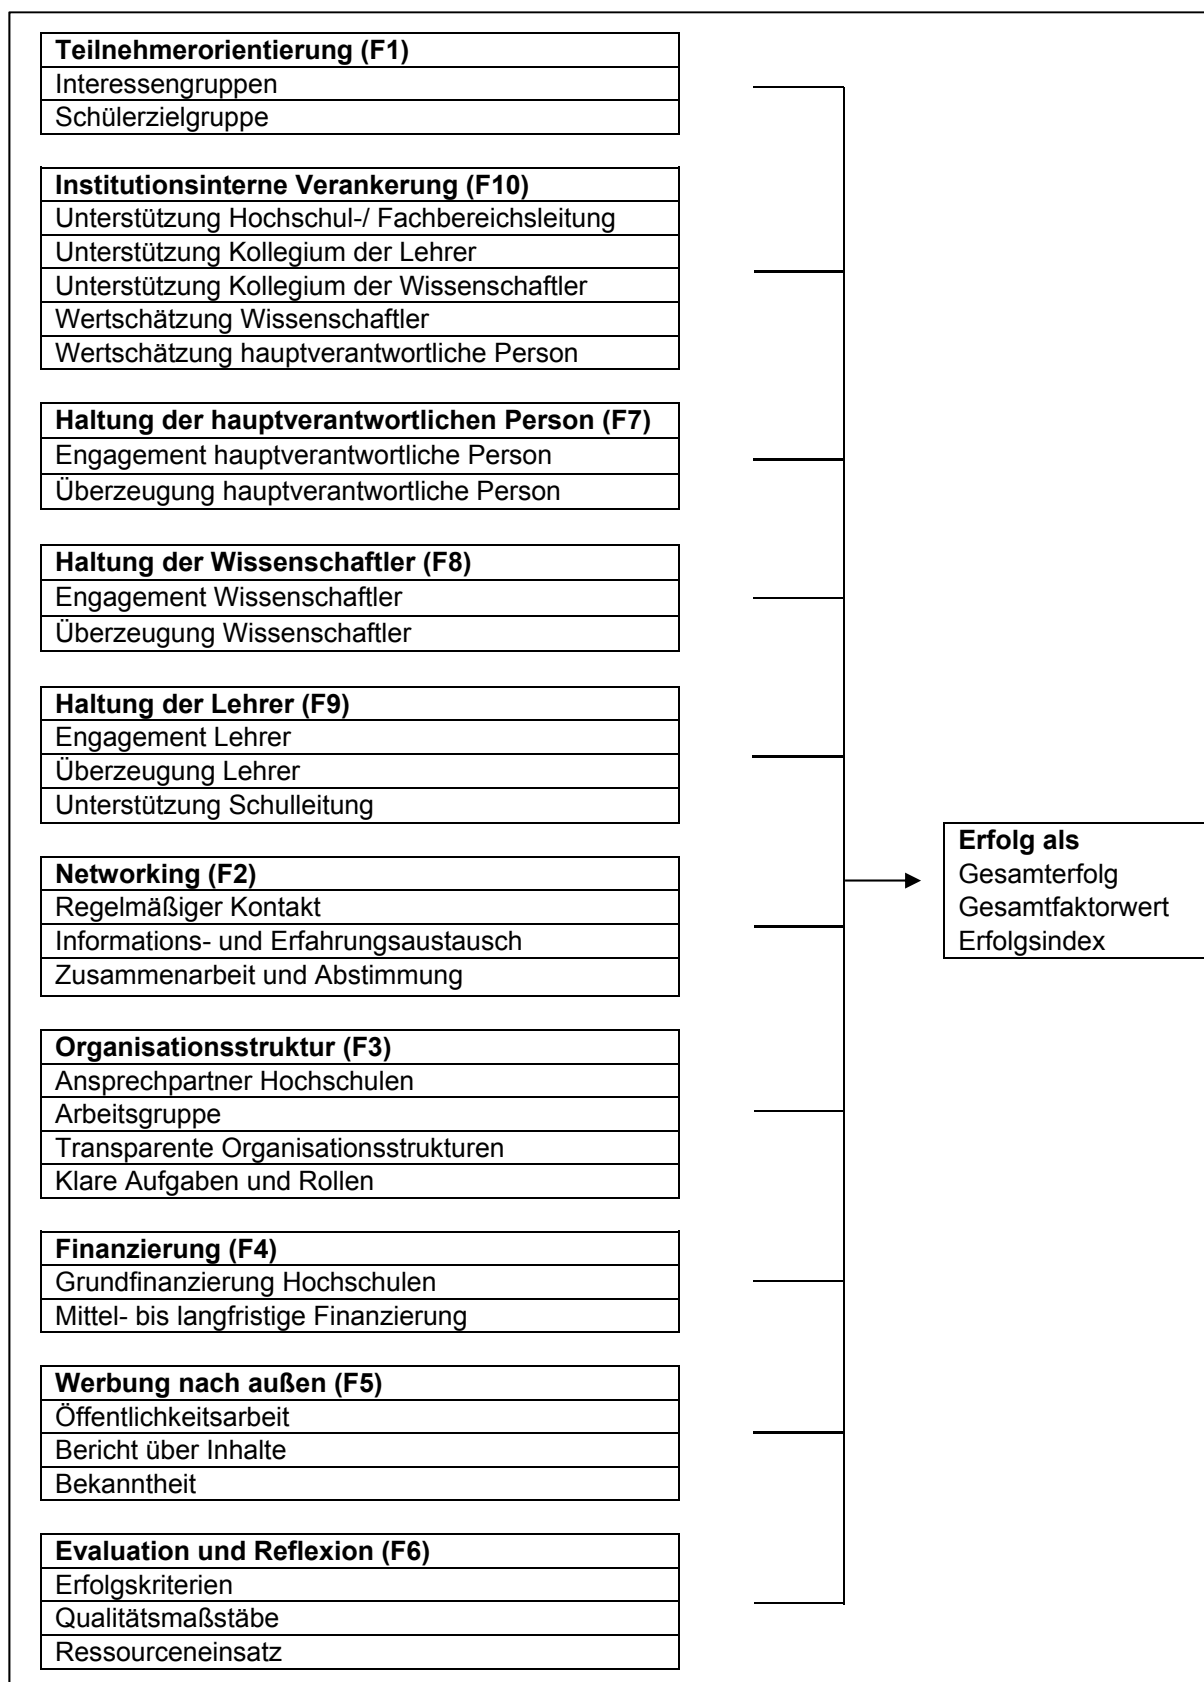 Teilnehmerorientierung (F1)
Interessengruppen
Schülerzielgruppe
Institutionsinterne Verankerung (F10)
Unterstützung Hochschul-/ Fachbereichsleitung
Unterstützung Kollegium der Lehrer
Unterstützung Kollegium der Wissenschaftler
Wertschätzung Wissenschaftler
Wertschätzung hauptverantwortliche Person
Haltung der hauptverantwortlichen Person (F7)
Engagement hauptverantwortliche Person
Überzeugung hauptverantwortliche Person
Haltung der Wissenschaftler (F8)
Engagement Wissenschaftler
Überzeugung Wissenschaftler
Haltung der Lehrer (F9)
Engagement Lehrer
Überzeugung Lehrer
Unterstützung Schulleitung
Networking (F2)
Regelmäßiger Kontakt
Informations- und Erfahrungsaustausch
Zusammenarbeit und Abstimmung
Organisationsstruktur (F3)
Ansprechpartner Hochschulen
Arbeitsgruppe
Transparente Organisationsstrukturen
Klare Aufgaben und Rollen
Finanzierung (F4)
Grundfinanzierung Hochschulen
Mittel- bis langfristige Finanzierung
Werbung nach außen (F5)
Öffentlichkeitsarbeit
Bericht über Inhalte
Bekanntheit
Evaluation und Reflexion (F6)
Erfolgskriterien
Qualitätsmaßstäbe
Ressourceneinsatz
Erfolg als
Gesamterfolg
Gesamtfaktorwert
Erfolgsindex